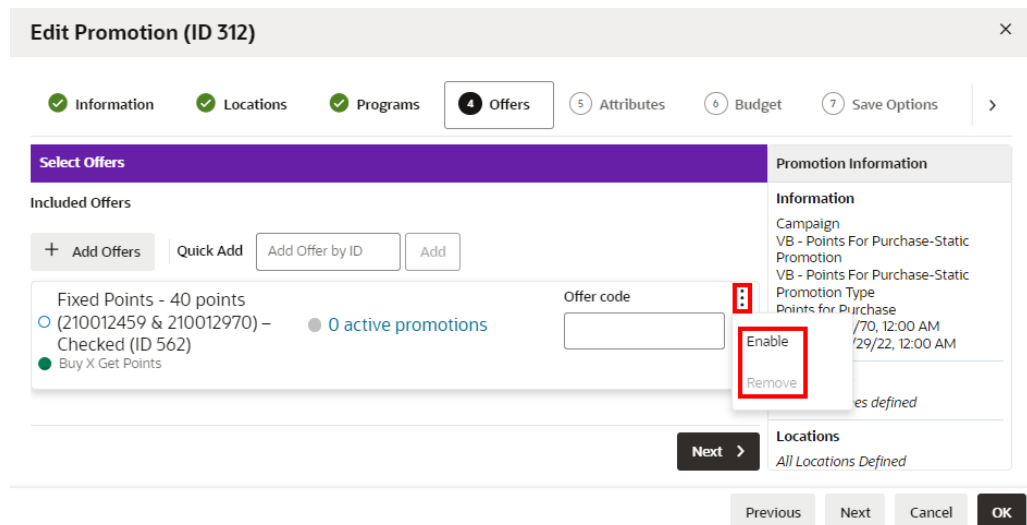 Edit Promotion (ID 312)
Information
Locations
Programs
4 Offers
5 Attributes
6 Budget
7 Save Options
Select Offers
Included Offers
+ Add Offers
Quick Add
Add Offer by ID
Add
Fixed Points - 40 points
(210012459 & 210012970) –
Checked (ID 562)
Buy X Get Points
0 active promotions
Offer code
Enable
Remove
Next
Promotion Information
Information
Campaign
VB - Points For Purchase-Static
Promotion
VB - Points For Purchase-Static
Promotion Type
Points for Purchase
/70, 12:00 AM
/29/22, 12:00 AM
defined
Locations
All Locations Defined
Previous
Next
Cancel
OK